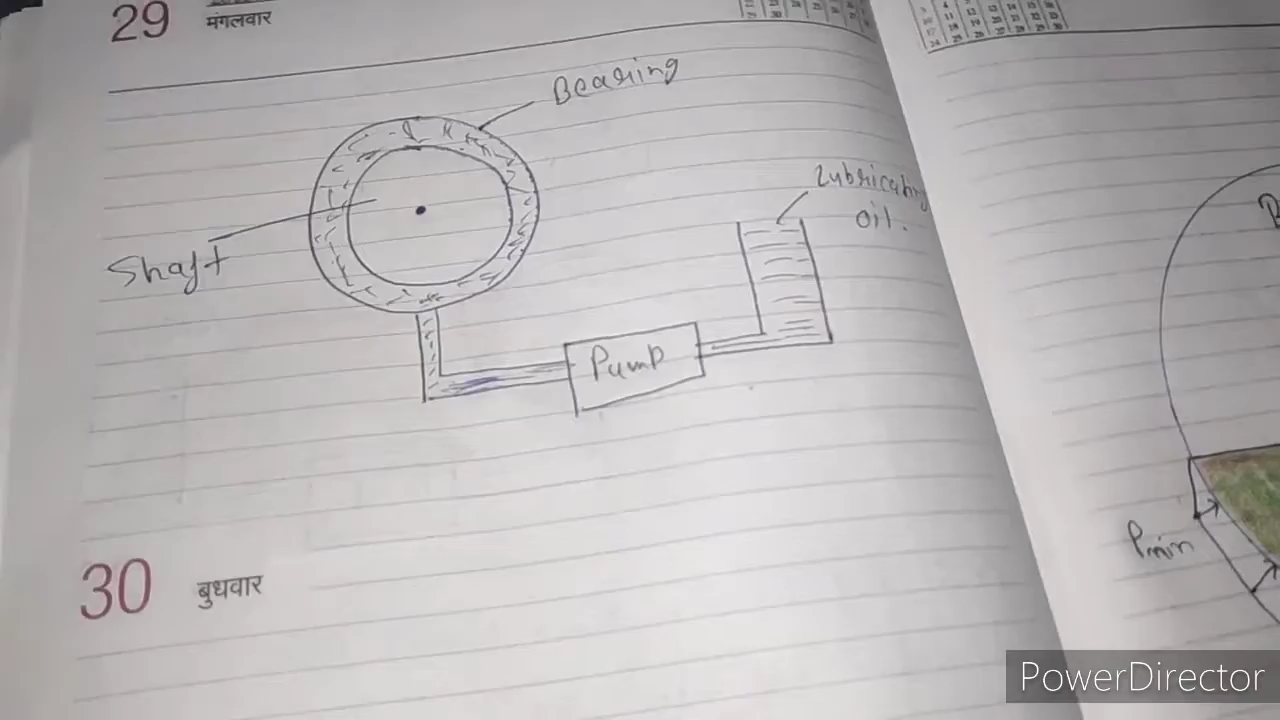 29 मंगलवार
Bearing
Lubricating
oil.
Shaft
Pump
Pmin
30 बुधवार
PowerDirector